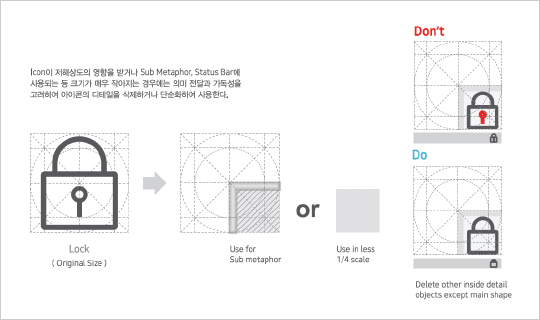 Don't
Icon이 저해상도의 영향을 받거나 Sub Metaphor, Status Bar에
사용되는 등 크기가 매우 작아지는 경우에는 의미 전달과 가독성을
고려하여 아이콘의 디테일을 삭제하거나 단순화하여 사용한다.
Do
or
Lock
( Original Size )
Use for
Sub metaphor
Use in less
1/4 scale
Delete other inside detail
objects except main shape